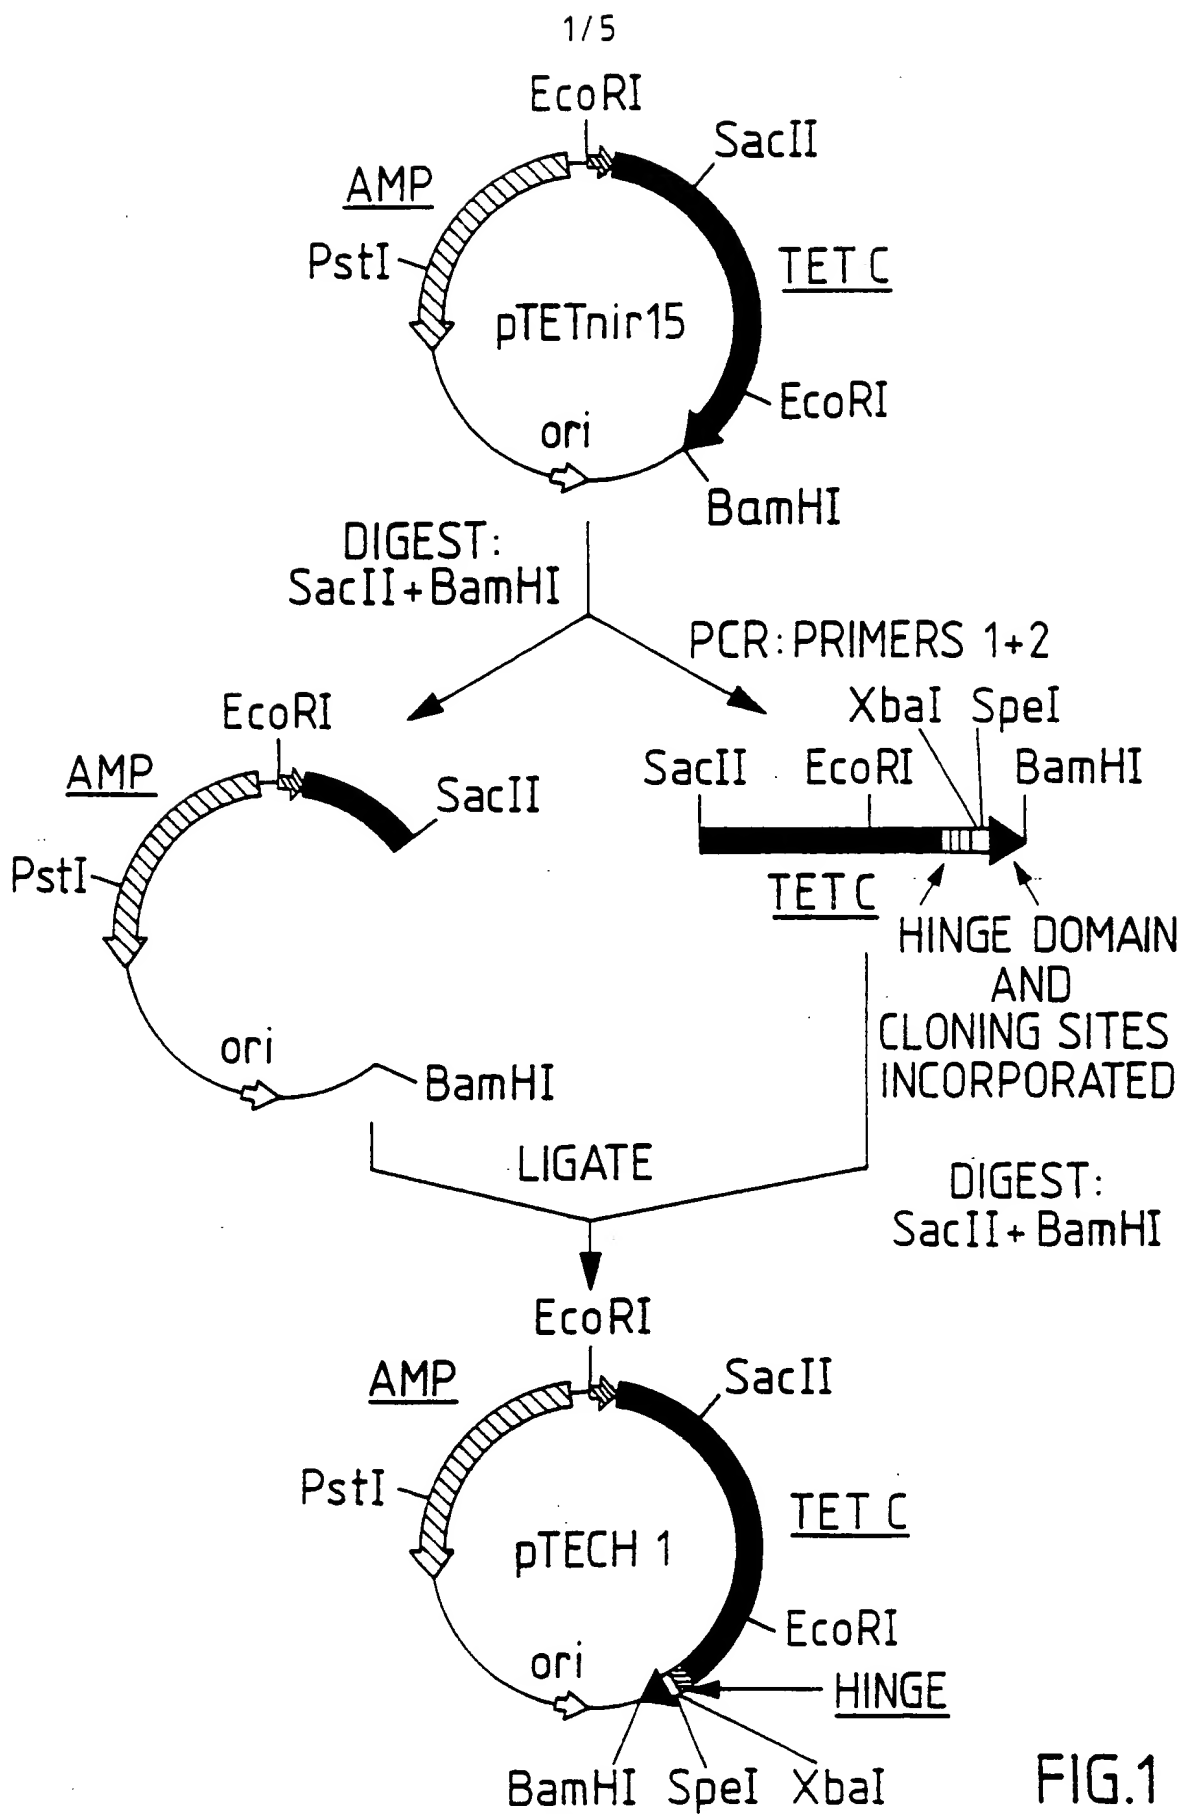 1/5
EcoRI
SacII
AMP
PstI
TET C
pTETnir15
EcoRI
ori
BamHI
DIGEST:
SacII+BamHI
PCR: PRIMERS 1+2
EcoRI
XbaI SpeI
AMP
SacII
SacII EcoRI BamHI
PstI
TET C
HINGE DOMAIN
AND
CLONING SITES
INCORPORATED
ori
BamHI
LIGATE
DIGEST:
SacII+BamHI
EcoRI
AMP
SacII
PstI
TET C
pTECH 1
EcoRI
ori
HINGE
BamHI SpeI XbaI
FIG.1